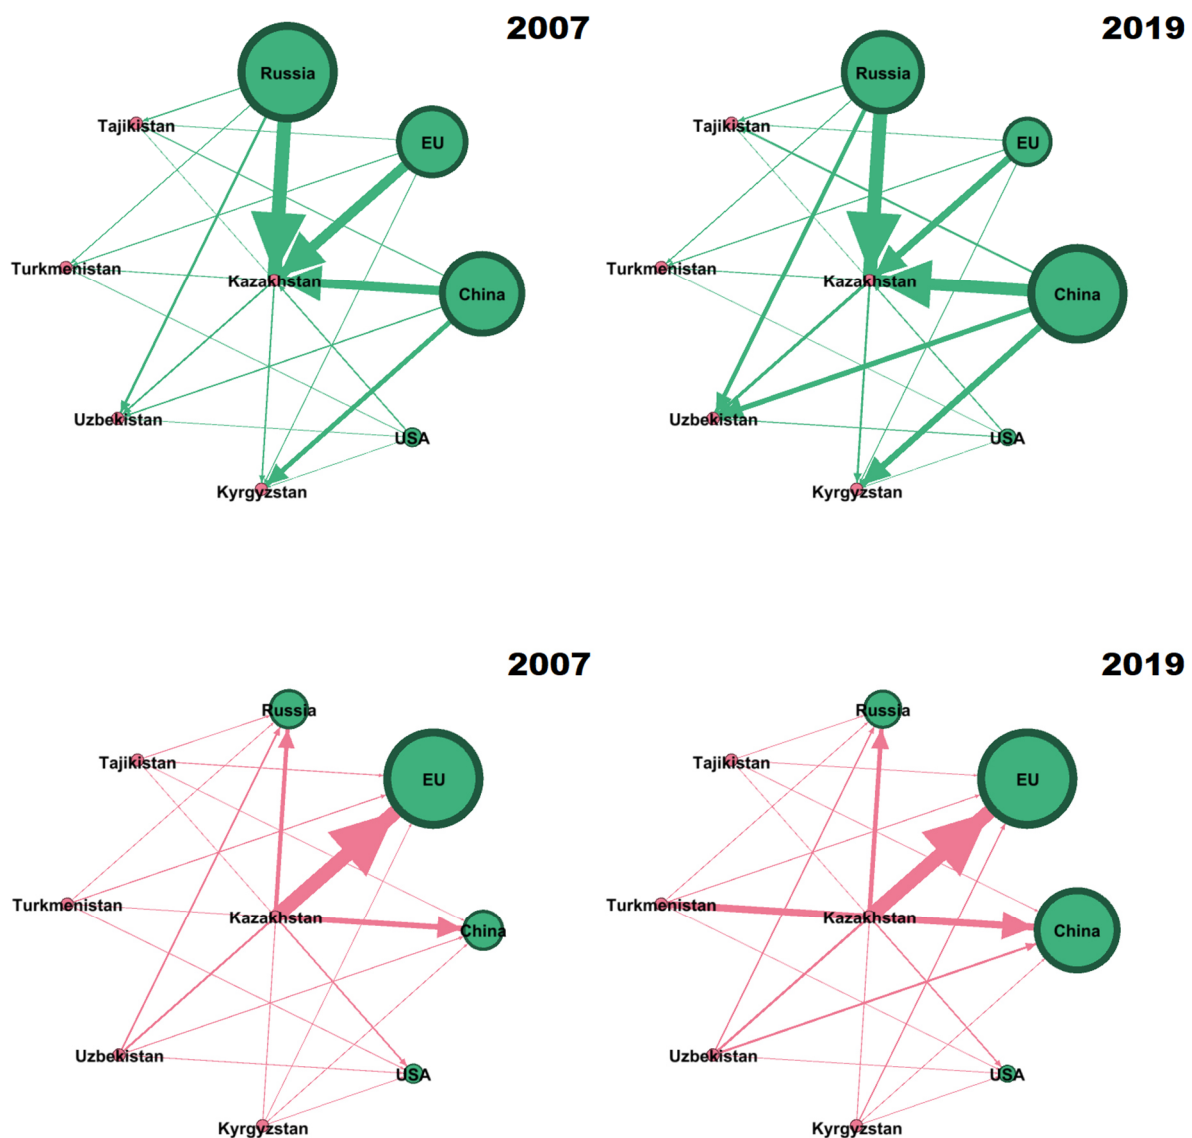 2007
2019
Russia
Russia
Tajikistan
EU
Tajikistan
EU
Turkmenistan
Kazakhstan
China
Turkmenistan
Kazakhstan
China
Uzbekistan
USA
Uzbekistan
USA
Kyrgyzstan
Kyrgyzstan
2007
2019
Russia
Russia
Tajikistan
EU
Tajikistan
EU
Turkmenistan
Kazakhstan
China
Turkmenistan
Kazakhstan
China
Uzbekistan
USA
Uzbekistan
USA
Kyrgyzstan
Kyrgyzstan